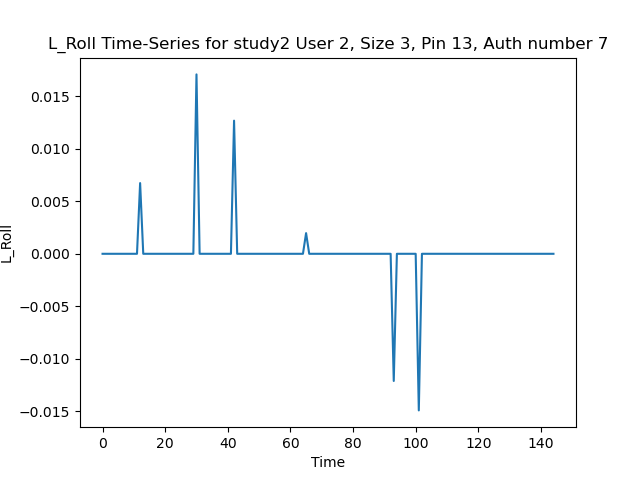 L_Roll Time-Series for study2 User 2, Size 3, Pin 13, Auth number 7
0.015
0.010
0.005
0.000
−0.005
−0.010
−0.015
L_Roll
0 20 40 60 80 100 120 140
Time